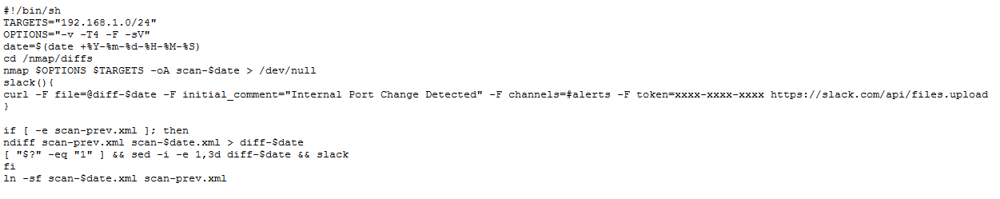 #!/bin/sh
TARGETS="192.168.1.0/24"
OPTIONS="-v -T4 -F -sV"
date=$(date +%Y-%m-%d-%H-%M-%S)
cd /nmap/diffs
nmap $OPTIONS $TARGETS -oA scan-$date > /dev/null
slack(){
curl -F file=@diff-$date -F initial_comment="Internal Port Change Detected" -F channels=#alerts -F token=xxxx-xxxx-xxxx https://slack.com/api/files.upload
}

if [ -e scan-prev.xml ]; then
ndiff scan-prev.xml scan-$date.xml > diff-$date
[ "$?" -eq "1" ] && sed -i -e 1,3d diff-$date && slack
fi
ln -sf scan-$date.xml scan-prev.xml